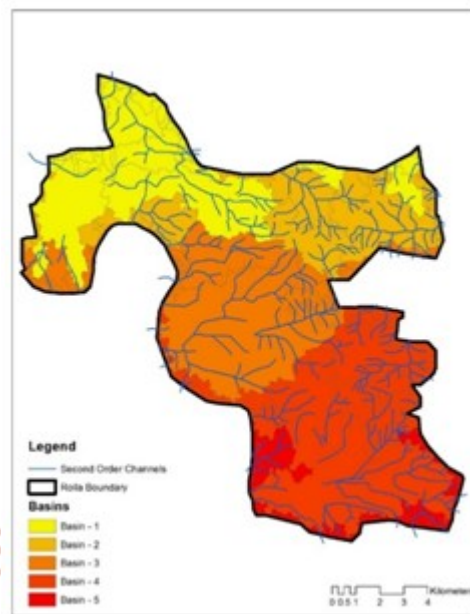 Legend
Second Order Channels
Rolla Boundary
Basins
Basin - 1
Basin - 2
Basin - 3
Basin - 4
Basin - 5
Kilometers
0 0.5 1 2 3 4